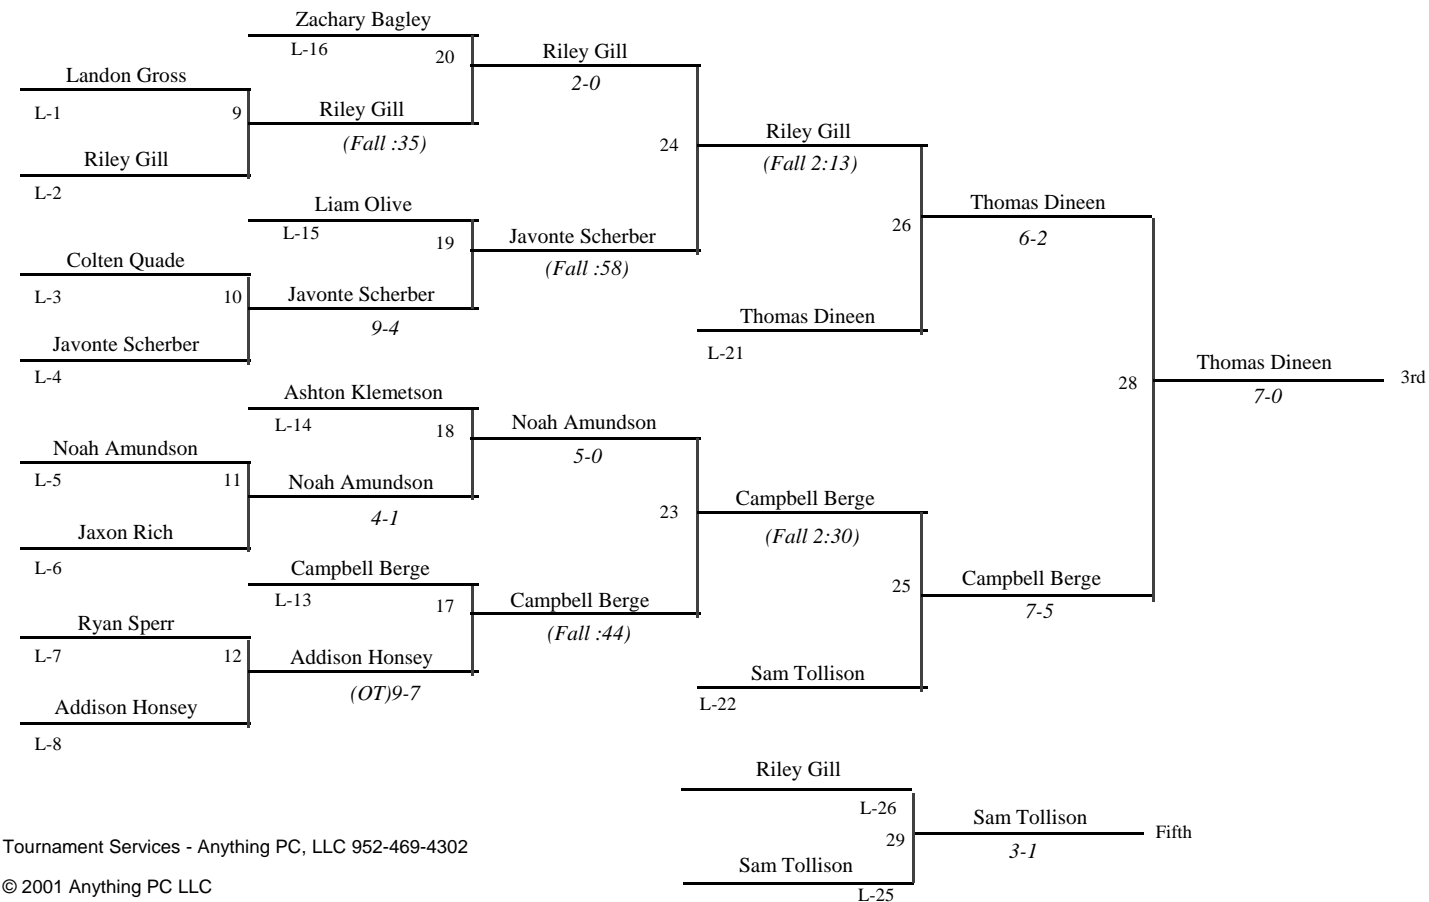 Zachary Bagley
L-16
20
Riley Gill
2-0
Landon Gross
L-1
9
Riley Gill
(Fall :35)
Riley Gill
L-2
24
Riley Gill
(Fall 2:13)
Liam Olive
L-15
19
Javonte Scherber
(Fall :58)
26
Thomas Dineen
6-2
Colten Quade
L-3
10
Javonte Scherber
9-4
Javonte Scherber
L-4
Thomas Dineen
L-21
28
Thomas Dineen
7-0
3rd
Ashton Klemetson
L-14
18
Noah Amundson
5-0
Noah Amundson
L-5
11
Noah Amundson
4-1
Jaxon Rich
L-6
23
Campbell Berge
(Fall 2:30)
Campbell Berge
L-13
17
Campbell Berge
(Fall :44)
25
Campbell Berge
7-5
Ryan Sperr
L-7
12
Addison Honsey
(OT)9-7
Addison Honsey
L-8
Sam Tollison
L-22
Riley Gill
L-26
29
Sam Tollison
3-1
Fifth
Sam Tollison
L-25
Tournament Services - Anything PC, LLC 952-469-4302
© 2001 Anything PC LLC